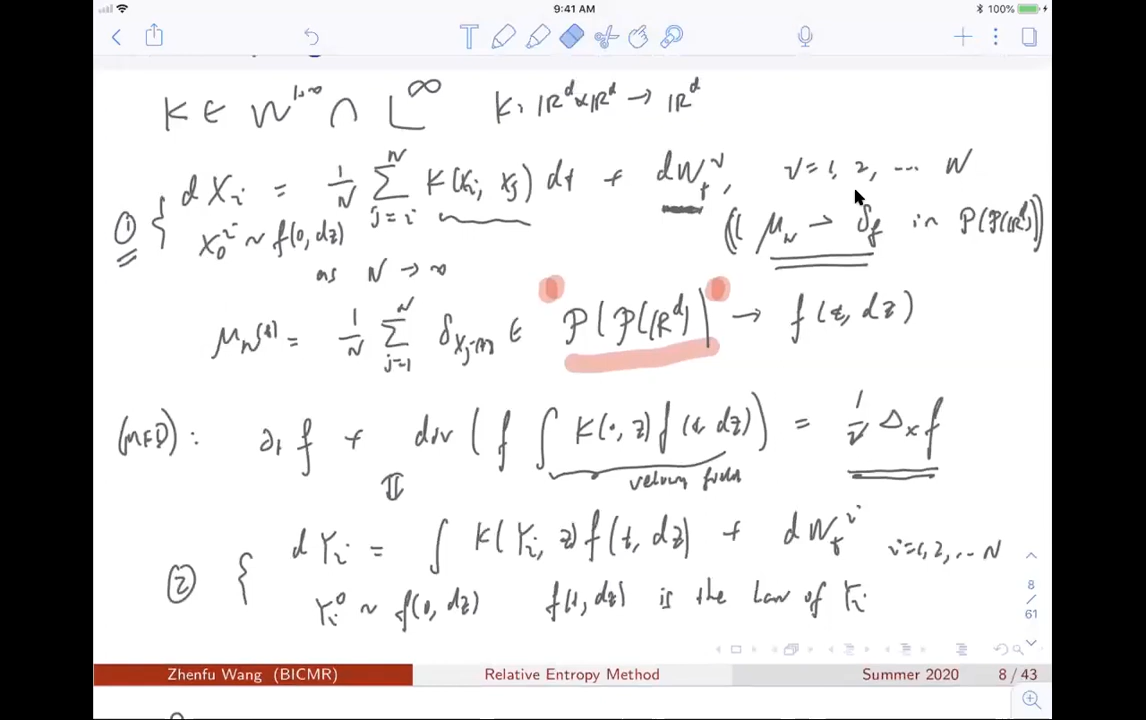 9:41 AM
100%
K ∈ W^{1,∞} ∩ L^∞ K: ℝ^d × ℝ^d → ℝ^d
① { dX_i = 1/N Σ_{j=i}^{N} K(X_i, X_j) dt + dW_t^i, i=1, 2, ... N
X_0^i ~ f(0, dz) (( μ_N → δ_f in P(P(ℝ^d)))
as N → ∞
μ_N(t) = 1/N Σ_{j=1}^{N} δ_{X_j(t)} ∈ P(P(ℝ^d)) → f(t, dz)
(MFD): ∂_t f + div ( f ∫ K(·, z) f(t, dz) ) = 1/2 Δ_x f
velocity field
② { dY_i = ∫ K(Y_i, z) f(t, dz) + dW_t^i i=1, 2, ... N
Y_i^0 ~ f(0, dz) f(t, dz) is the Law of Y_i
8
/
61
Zhenfu Wang (BICMR) Relative Entropy Method Summer 2020 8 / 43